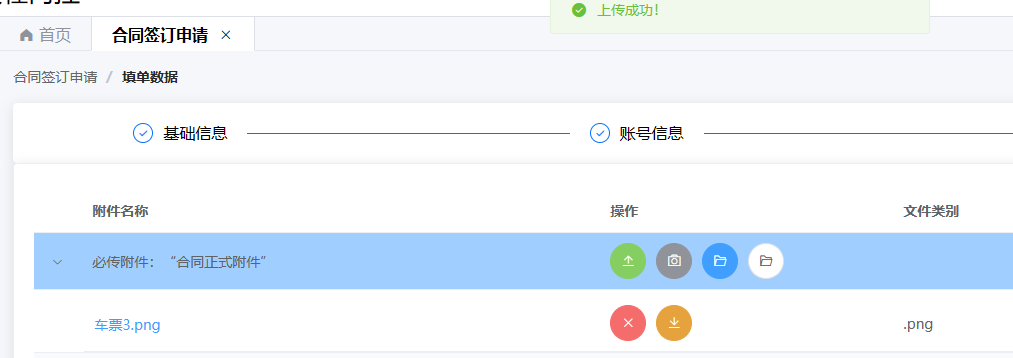 上传成功！
首页 合同签订申请
合同签订申请 / 填单数据
基础信息 账号信息
附件名称 操作 文件类别
必传附件：“合同正式附件”
车票3.png .png